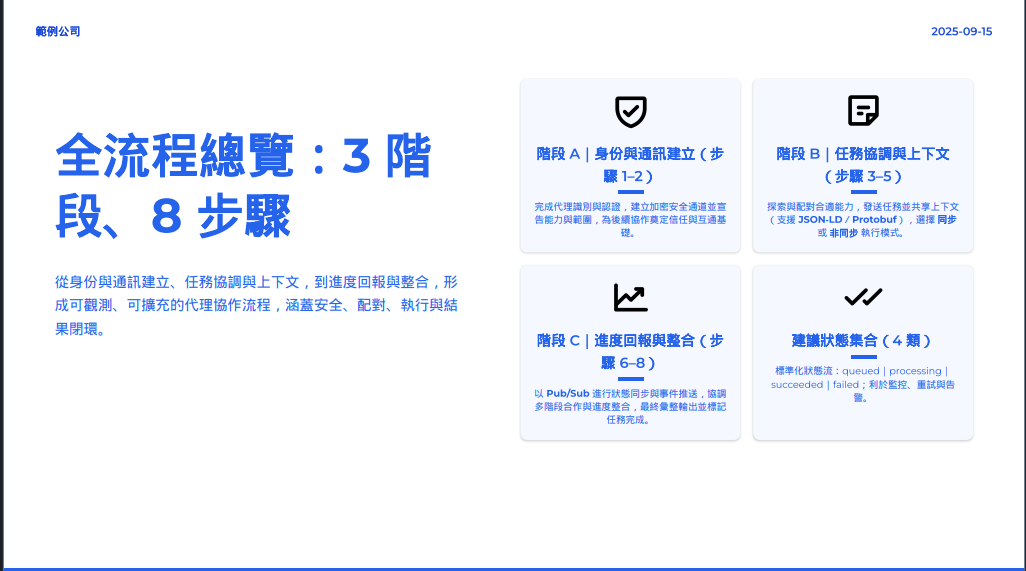 範例公司
2025-09-15
全流程總覽：3 階
段、8 步驟
從身份與通訊建立、任務協調與上下文，到進度回報與整合，形
成可觀測、可擴充的代理協作流程，涵蓋安全、配對、執行與結
果閉環。
階段 A｜身份與通訊建立（步
驟 1–2）
完成代理識別與認證，建立加密安全通道並宣
告能力與範圍，為後續協作奠定信任與互通基
礎。
階段 B｜任務協調與上下文
（步驟 3–5）
探索與配對合適能力，發送任務並共享上下文
（支援 JSON-LD / Protobuf），選擇 同步
或 非同步 執行模式。
階段 C｜進度回報與整合（步
驟 6–8）
以 Pub/Sub 進行狀態同步與事件推送，協調
多階段合作與進度整合，最終彙整輸出並標記
任務完成。
建議狀態集合（4 類）
標準化狀態流：queued｜processing｜
succeeded｜failed；利於監控、重試與告
警。